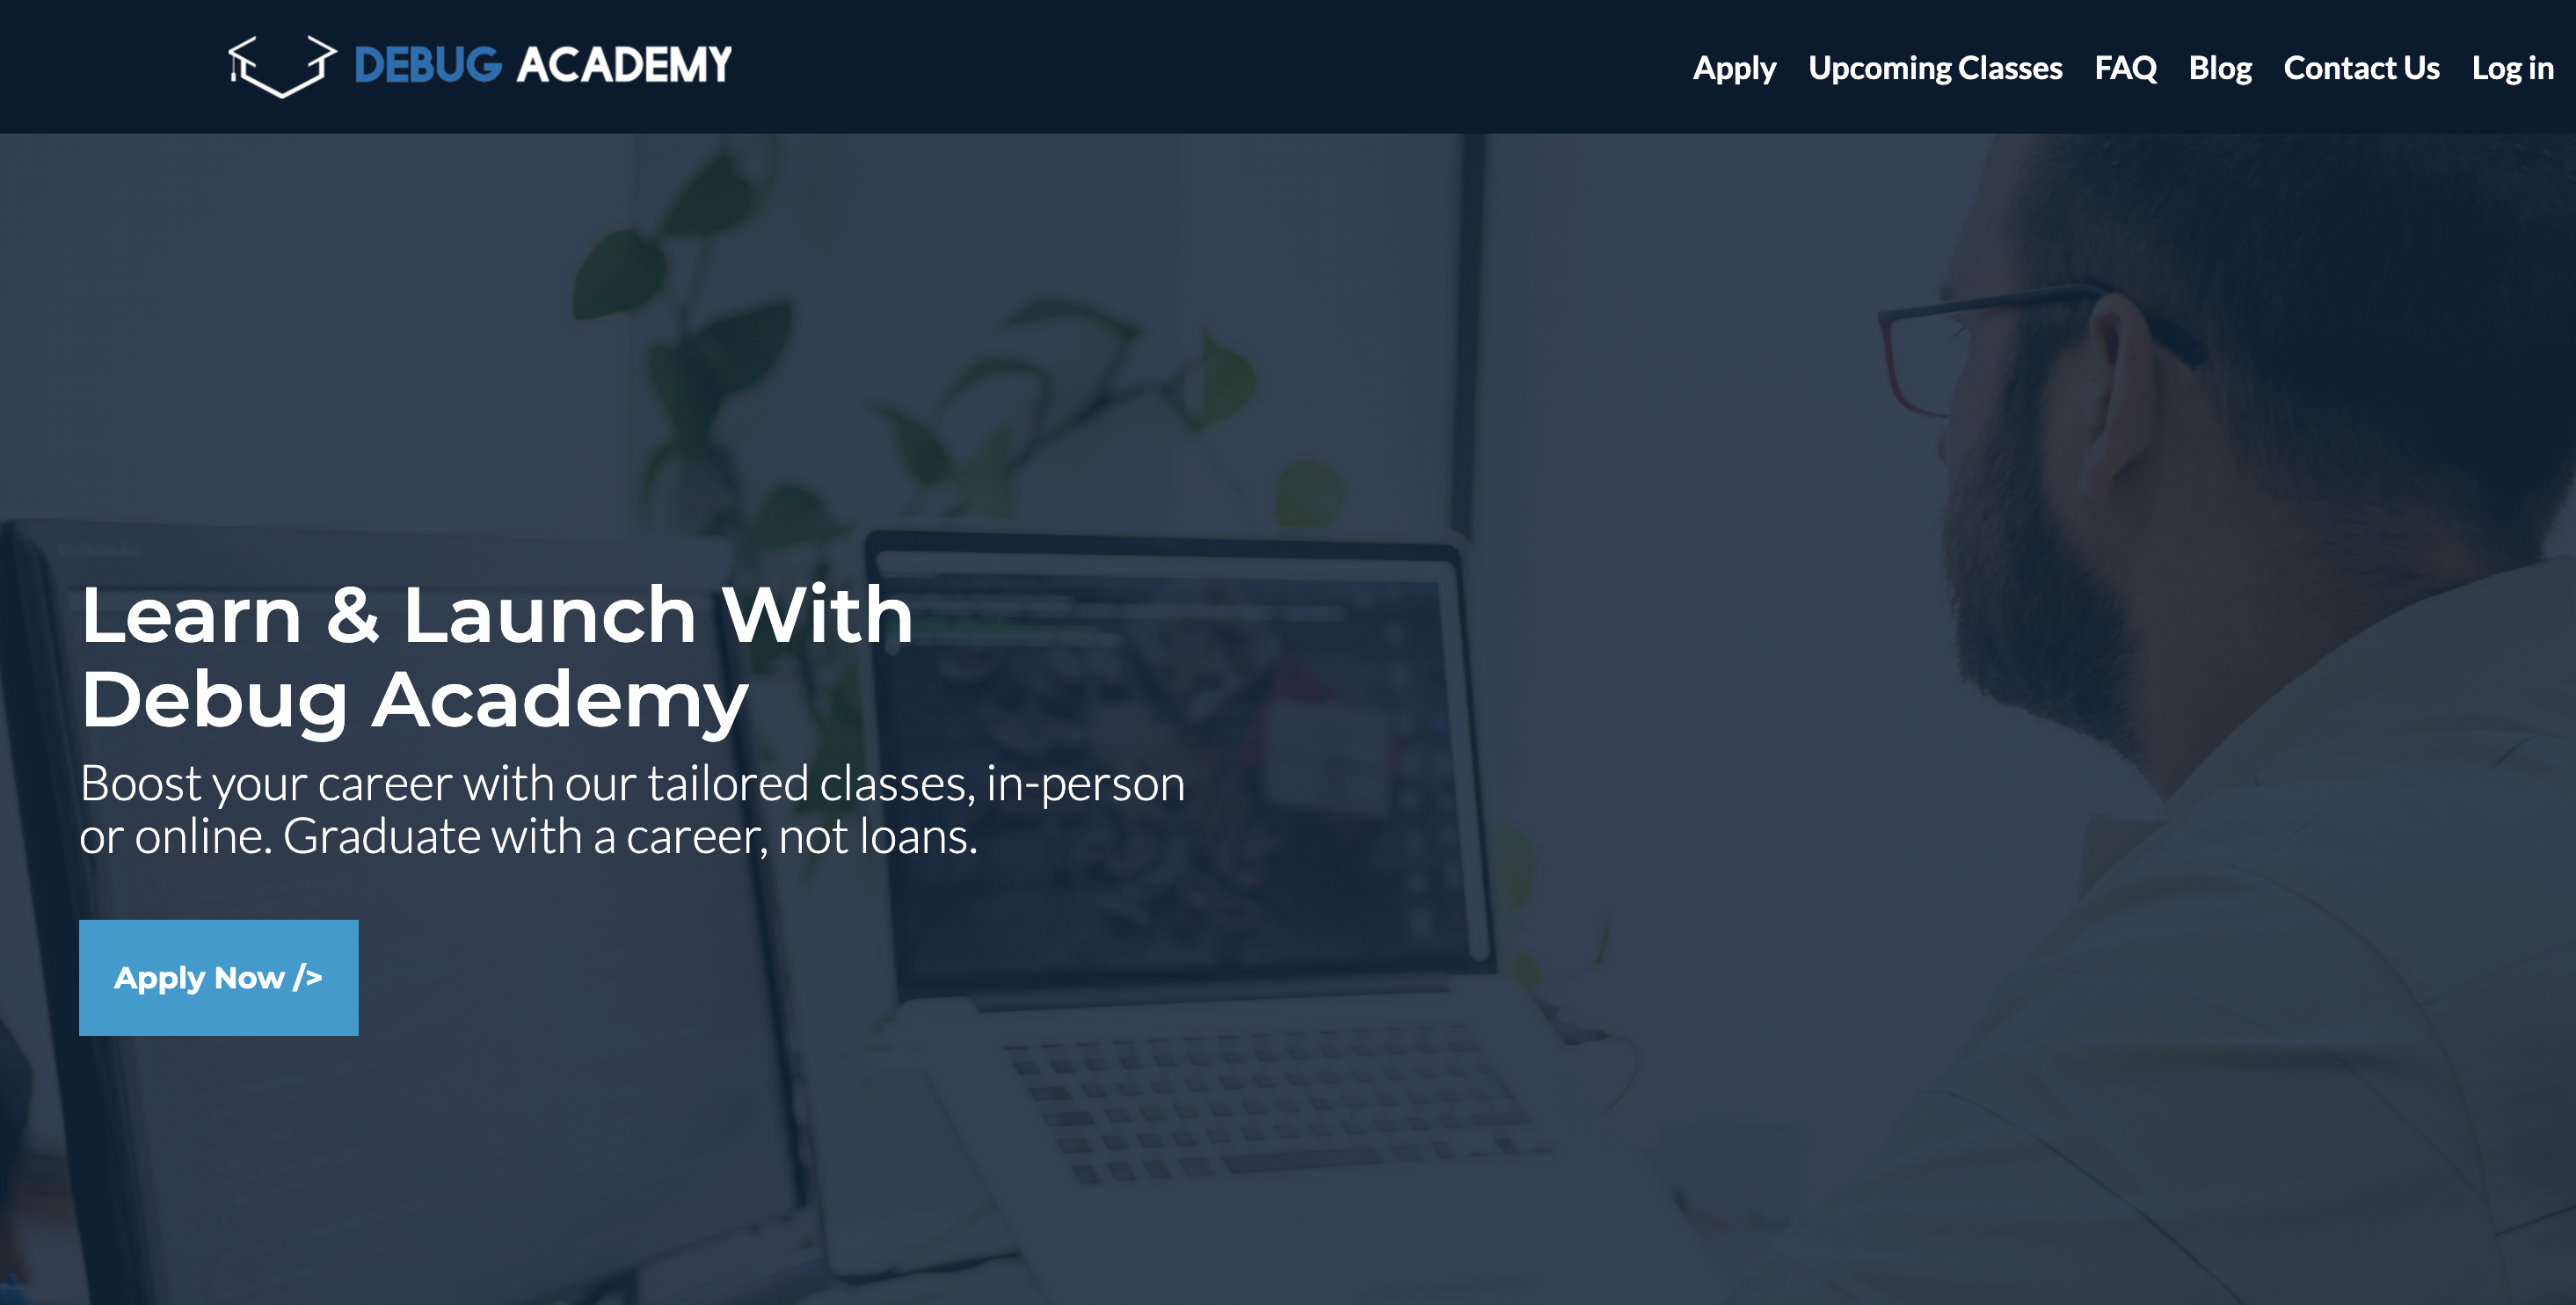 DEBUG ACADEMY
Apply Upcoming Classes FAQ Blog Contact Us Log in
Learn & Launch With
Debug Academy
Boost your career with our tailored classes, in-person
or online. Graduate with a career, not loans.
Apply Now />